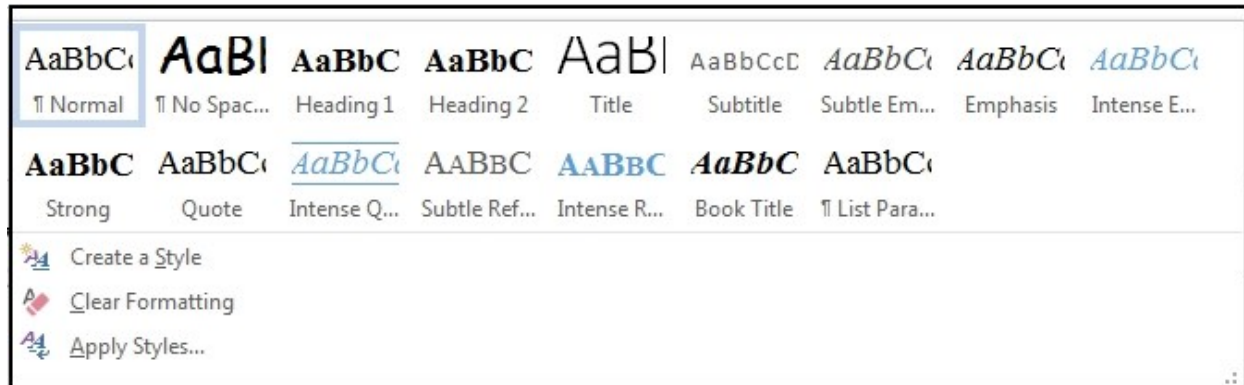 AaBbCc AaBl AaBbC AaBbC AaBl AaBbCcD AaBbCc AaBbCc AaBbCc
¶ Normal ¶ No Spac... Heading 1 Heading 2 Title Subtitle Subtle Em... Emphasis Intense E...
AaBbC AaBbCc AaBbCc AABBC AABBC AaBbC AaBbCc
Strong Quote Intense Q... Subtle Ref... Intense R... Book Title ¶ List Para...
Create a Style
Clear Formatting
Apply Styles...